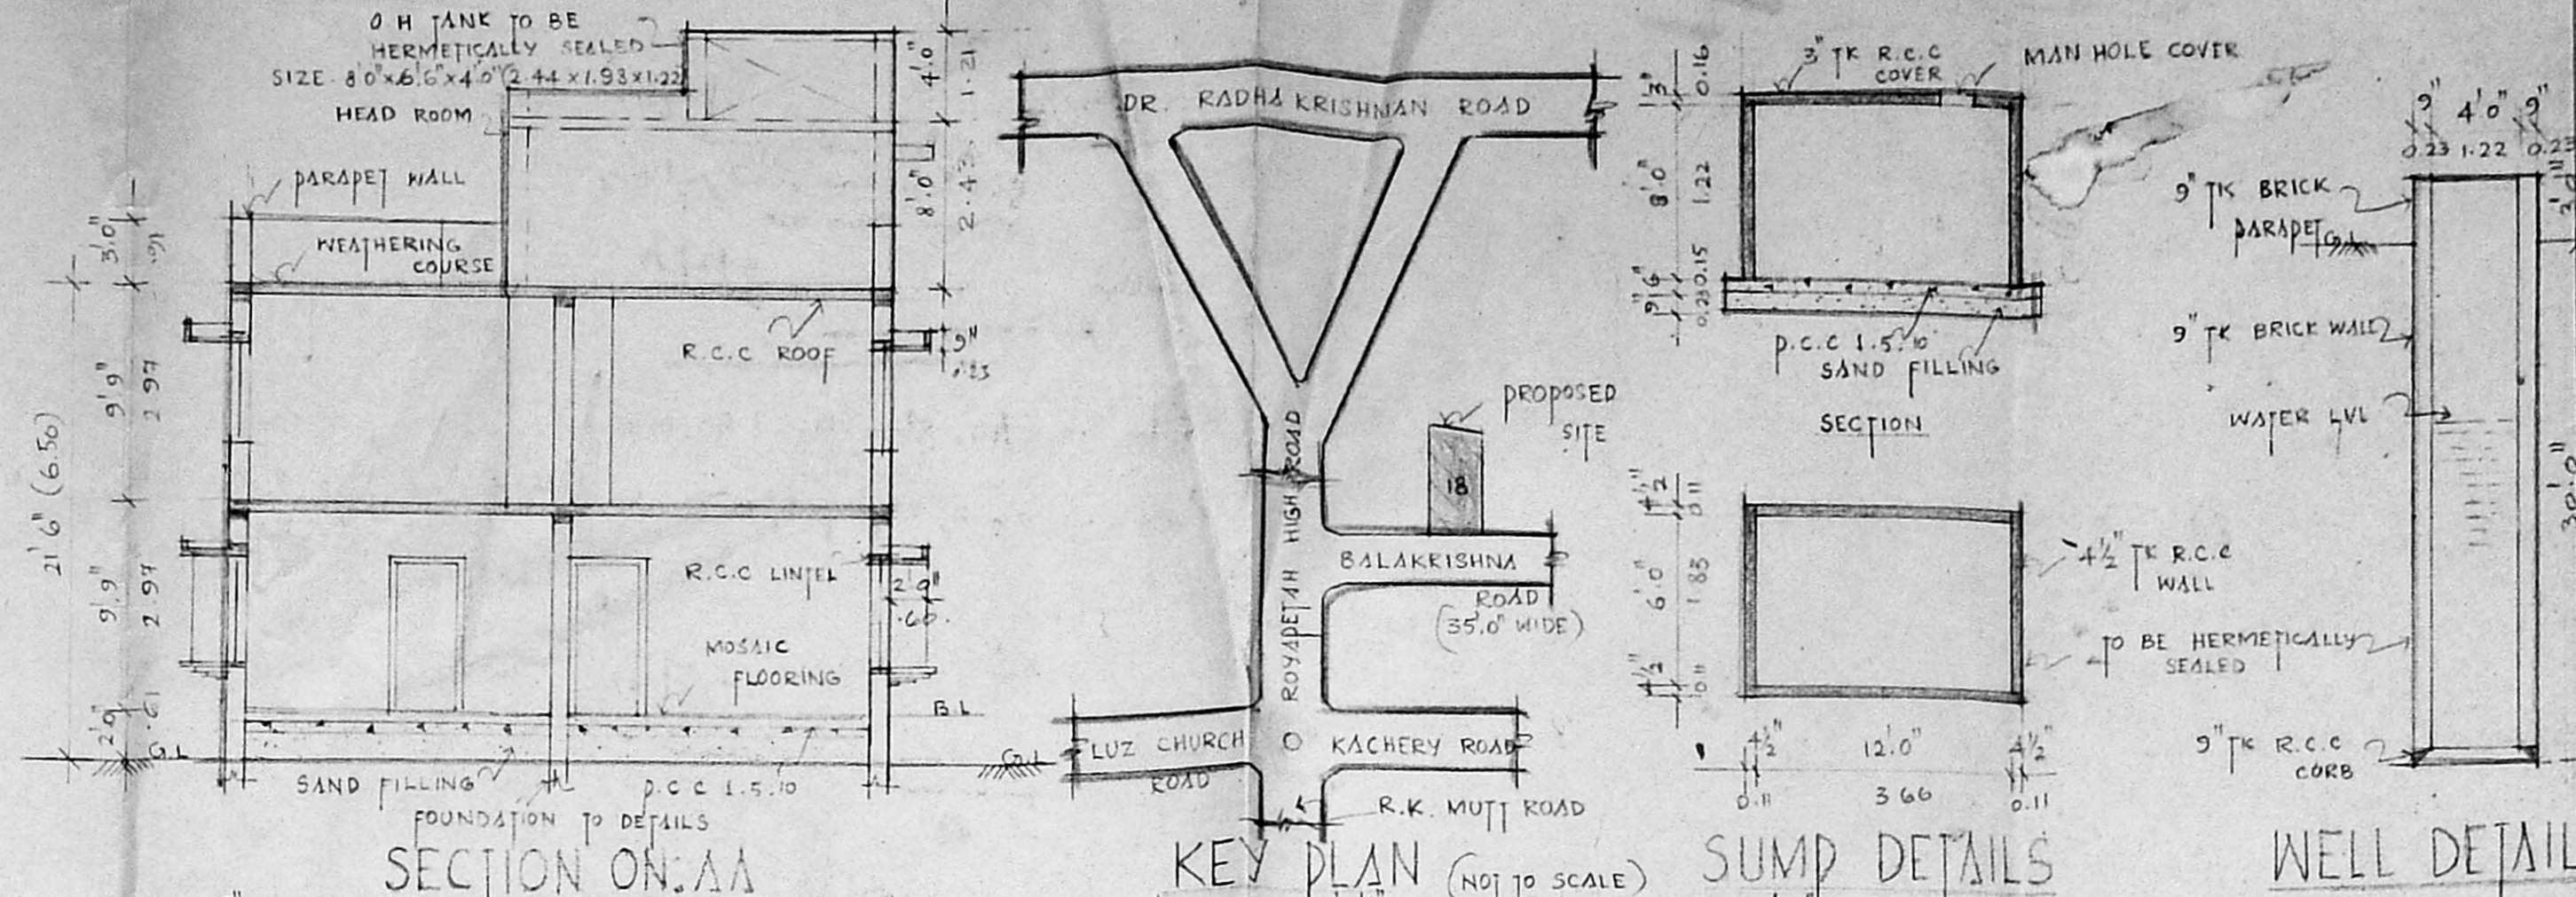 O H TANK TO BE
HERMETICALLY SEALED
SIZE. 8'0"x6'6"x4'0"(2.44x1.93x1.22)
HEAD ROOM
PARAPET WALL
WEATHERING
COURSE
3'0"
.91
4'.0"
1.21
8'.0"
2.43
R.C.C ROOF
9"
.23
9'9"
2.97
21'6" (6.50)
9'.9"
2.97
R.C.C LINTEL
2'.0"
.60
MOSAIC
FLOORING
B L
2'0"
.61
G.L
G.L
SAND FILLING
P.C.C 1.5.10
FOUNDATION TO DETAILS
SECTION ON:AA
DR. RADHA KRISHNAN ROAD
PROPOSED
SITE
18
ROYAPETAH HIGH ROAD
BALAKRISHNA
ROAD
(35'.0" WIDE)
LUZ CHURCH
ROAD
KACHERY ROAD
R.K. MUTT ROAD
KEY PLAN (NOT TO SCALE)
3" TK R.C.C
COVER
MAN HOLE COVER
3"
0.16
8'.0"
1.22
6"
0.15
9"
0.23
P.C.C 1.5.10
SAND FILLING
SECTION
4½"
0.11
6'.0"
1.83
4½"
0.11
4½" TK R.C.C
WALL
TO BE HERMETICALLY
SEALED
4½" 12'.0" 4½"
0.11 3.66 0.11
SUMP DETAILS
9" 4'0" 9"
0.23 1.22 0.23
9" TK BRICK
PARAPET
G.L
9" TK BRICK WALL
WATER LVL
30'.0"
9" TK R.C.C
CORB
WELL DETAIL